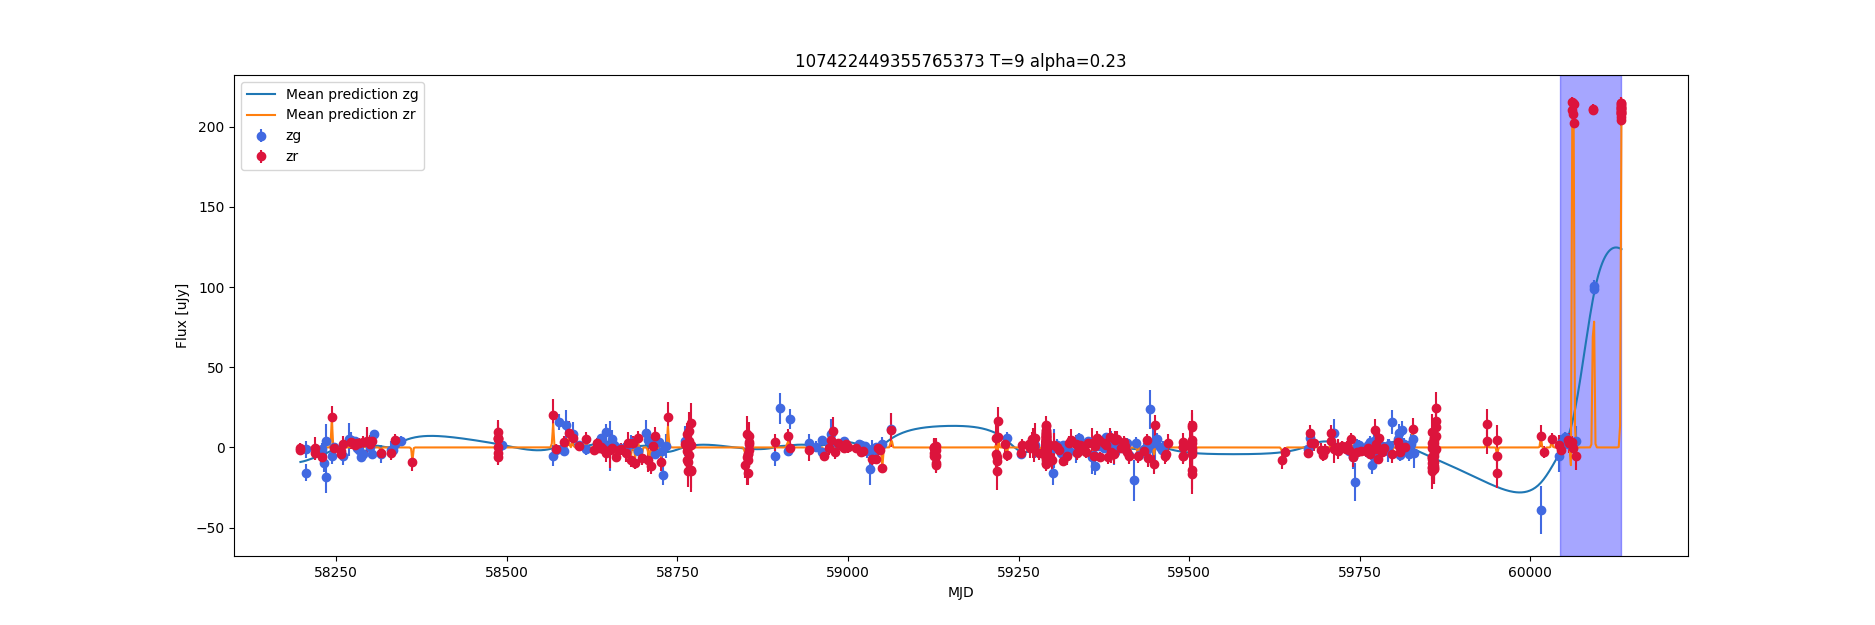 107422449355765373 T=9 alpha=0.23
Mean prediction zg
Mean prediction zr
zg
zr
Flux [uJy]
200
150
100
50
0
−50
58250 58500 58750 59000 59250 59500 59750 60000
MJD